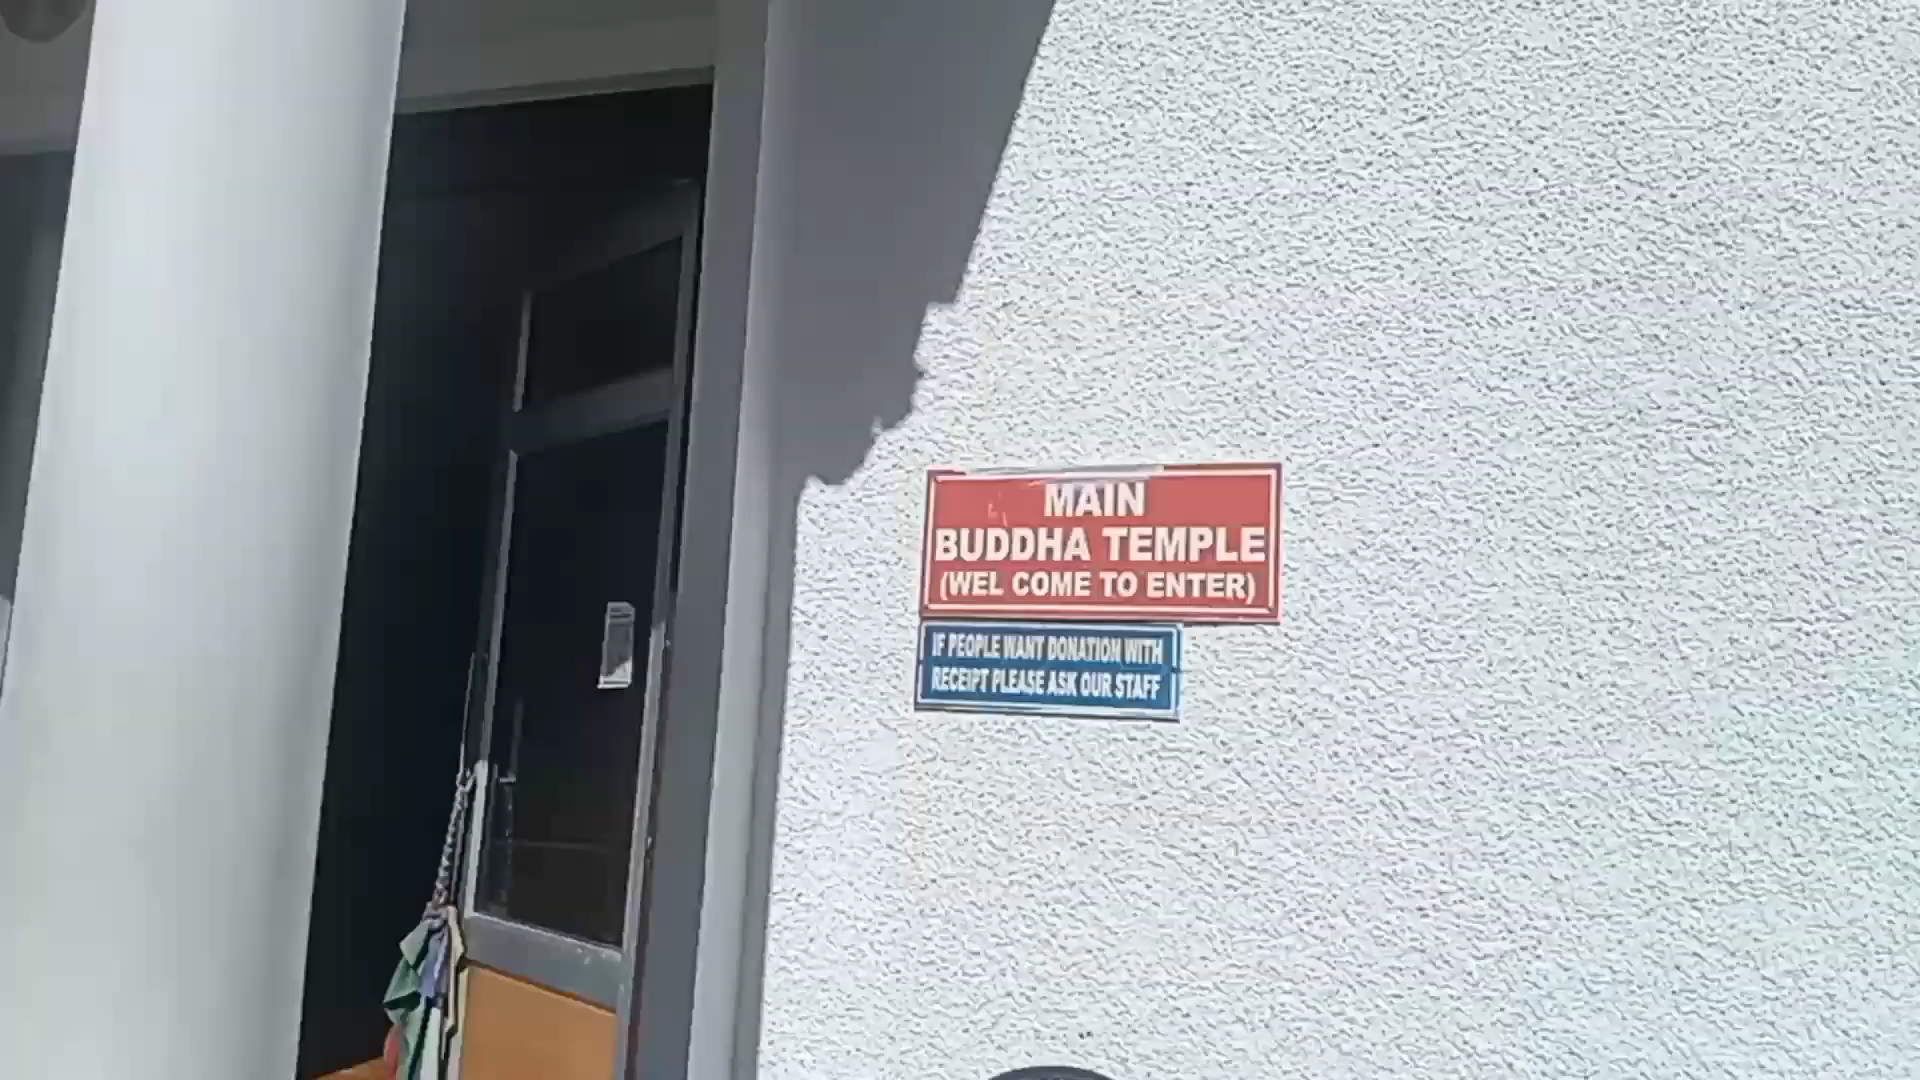 MAIN
BUDDHA TEMPLE
(WEL COME TO ENTER)
IF PEOPLE WANT DONATION WITH
RECEIPT PLEASE ASK OUR STAFF